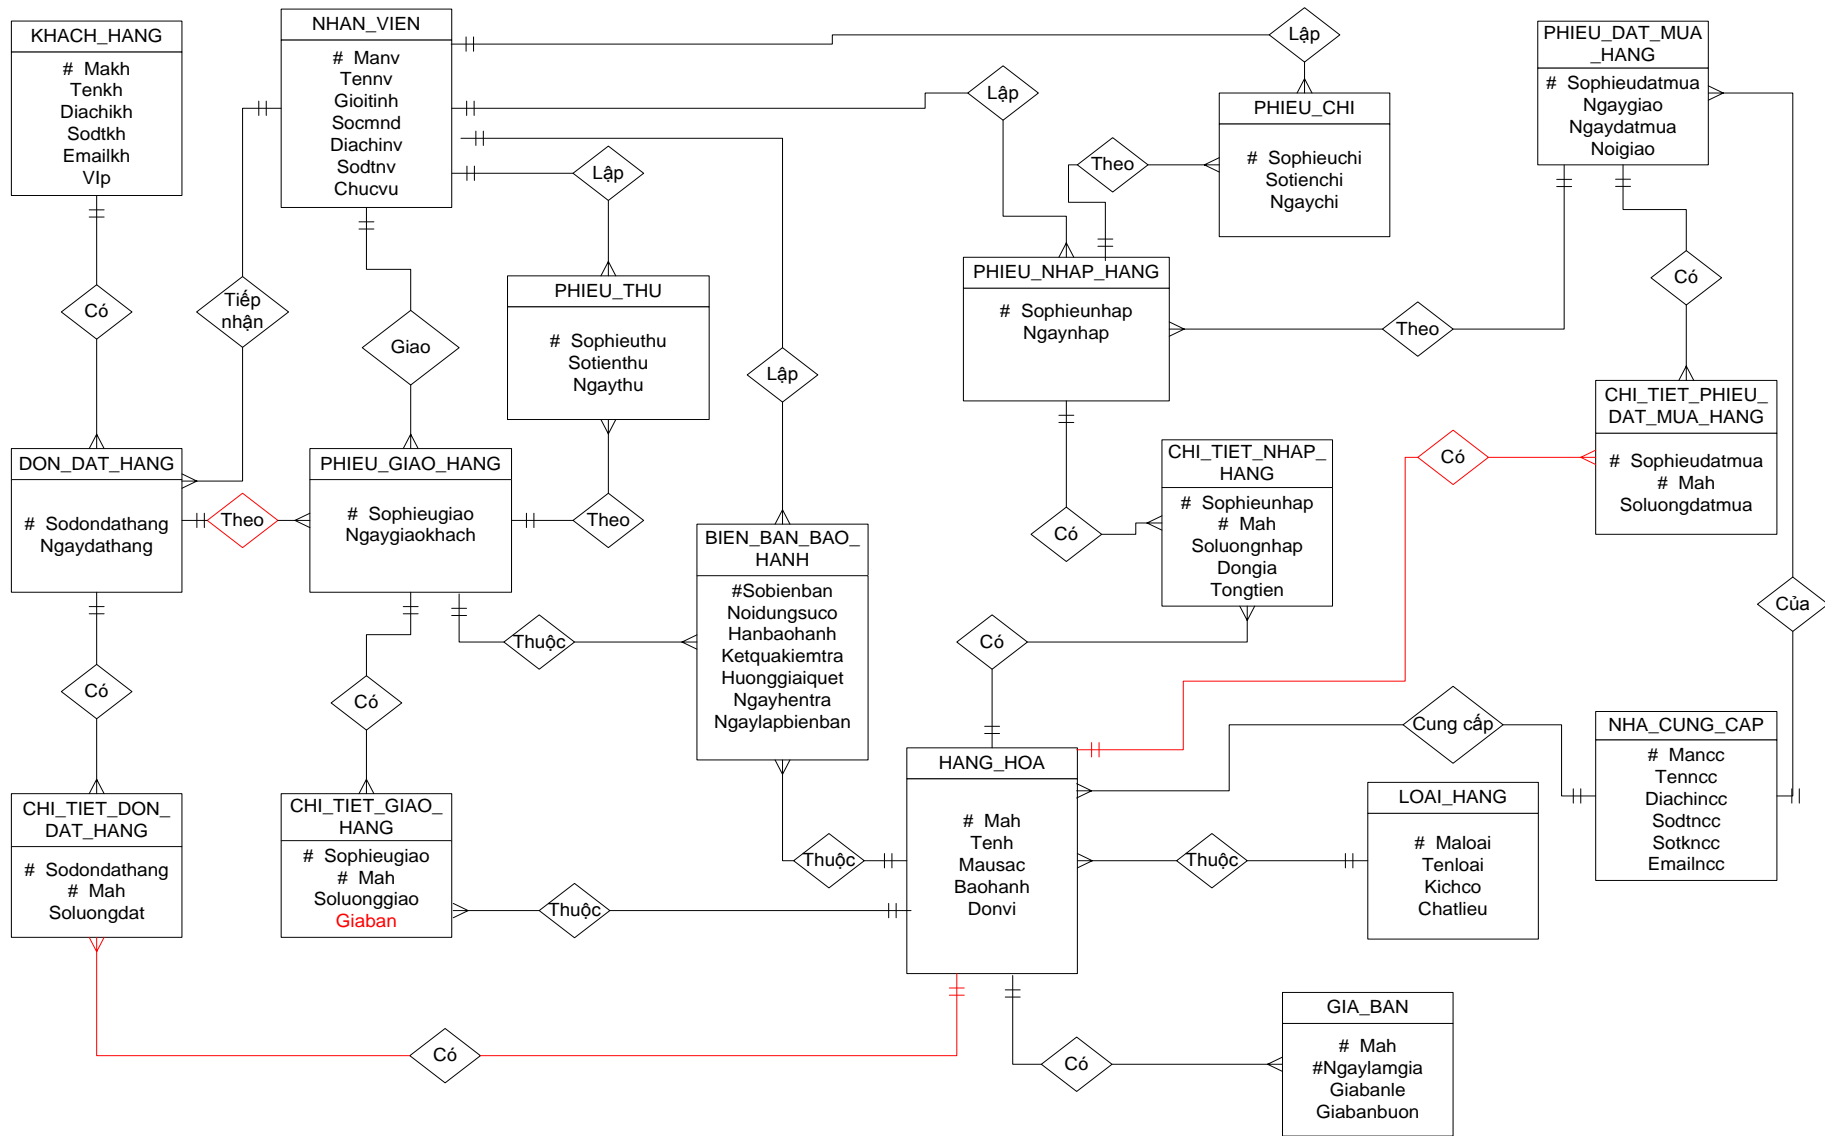 KHACH_HANG
# Makh
Tenkh
Diachikh
Sodtkh
Emailkh
VIp
NHAN_VIEN
# Manv
Tennv
Gioitinh
Socmnd
Diachinv
Sodtnv
Chucvu
Lập
Lập
Lập
PHIEU_CHI
# Sophieuchi
Sotienchi
Ngaychi
Theo
PHIEU_DAT_MUA
_HANG
# Sophieudatmua
Ngaygiao
Ngaydatmua
Noigiao
Có
Tiếp
nhận
Giao
PHIEU_THU
# Sophieuthu
Sotienthu
Ngaythu
Lập
PHIEU_NHAP_HANG
# Sophieunhap
Ngaynhap
Theo
Có
CHI_TIET_PHIEU_
DAT_MUA_HANG
# Sophieudatmua
# Mah
Soluongdatmua
Có
DON_DAT_HANG
# Sodondathang
Ngaydathang
Theo
PHIEU_GIAO_HANG
# Sophieugiao
Ngaygiaokhach
Theo
BIEN_BAN_BAO_
HANH
#Sobienban
Noidungsuco
Hanbaohanh
Ketquakiemtra
Huonggiaiquet
Ngayhentra
Ngaylapbienban
Có
CHI_TIET_NHAP_
HANG
# Sophieunhap
# Mah
Soluongnhap
Dongia
Tongtien
Của
Có
Có
Thuộc
Có
Cung cấp
NHA_CUNG_CAP
# Mancc
Tenncc
Diachincc
Sodtncc
Sotkncc
Emailncc
CHI_TIET_DON_
DAT_HANG
# Sodondathang
# Mah
Soluongdat
CHI_TIET_GIAO_
HANG
# Sophieugiao
# Mah
Soluonggiao
Giaban
Thuộc
Thuộc
HANG_HOA
# Mah
Tenh
Mausac
Baohanh
Donvi
Thuộc
LOAI_HANG
# Maloai
Tenloai
Kichco
Chatlieu
Có
Có
GIA_BAN
# Mah
#Ngaylamgia
Giabanle
Giabanbuon